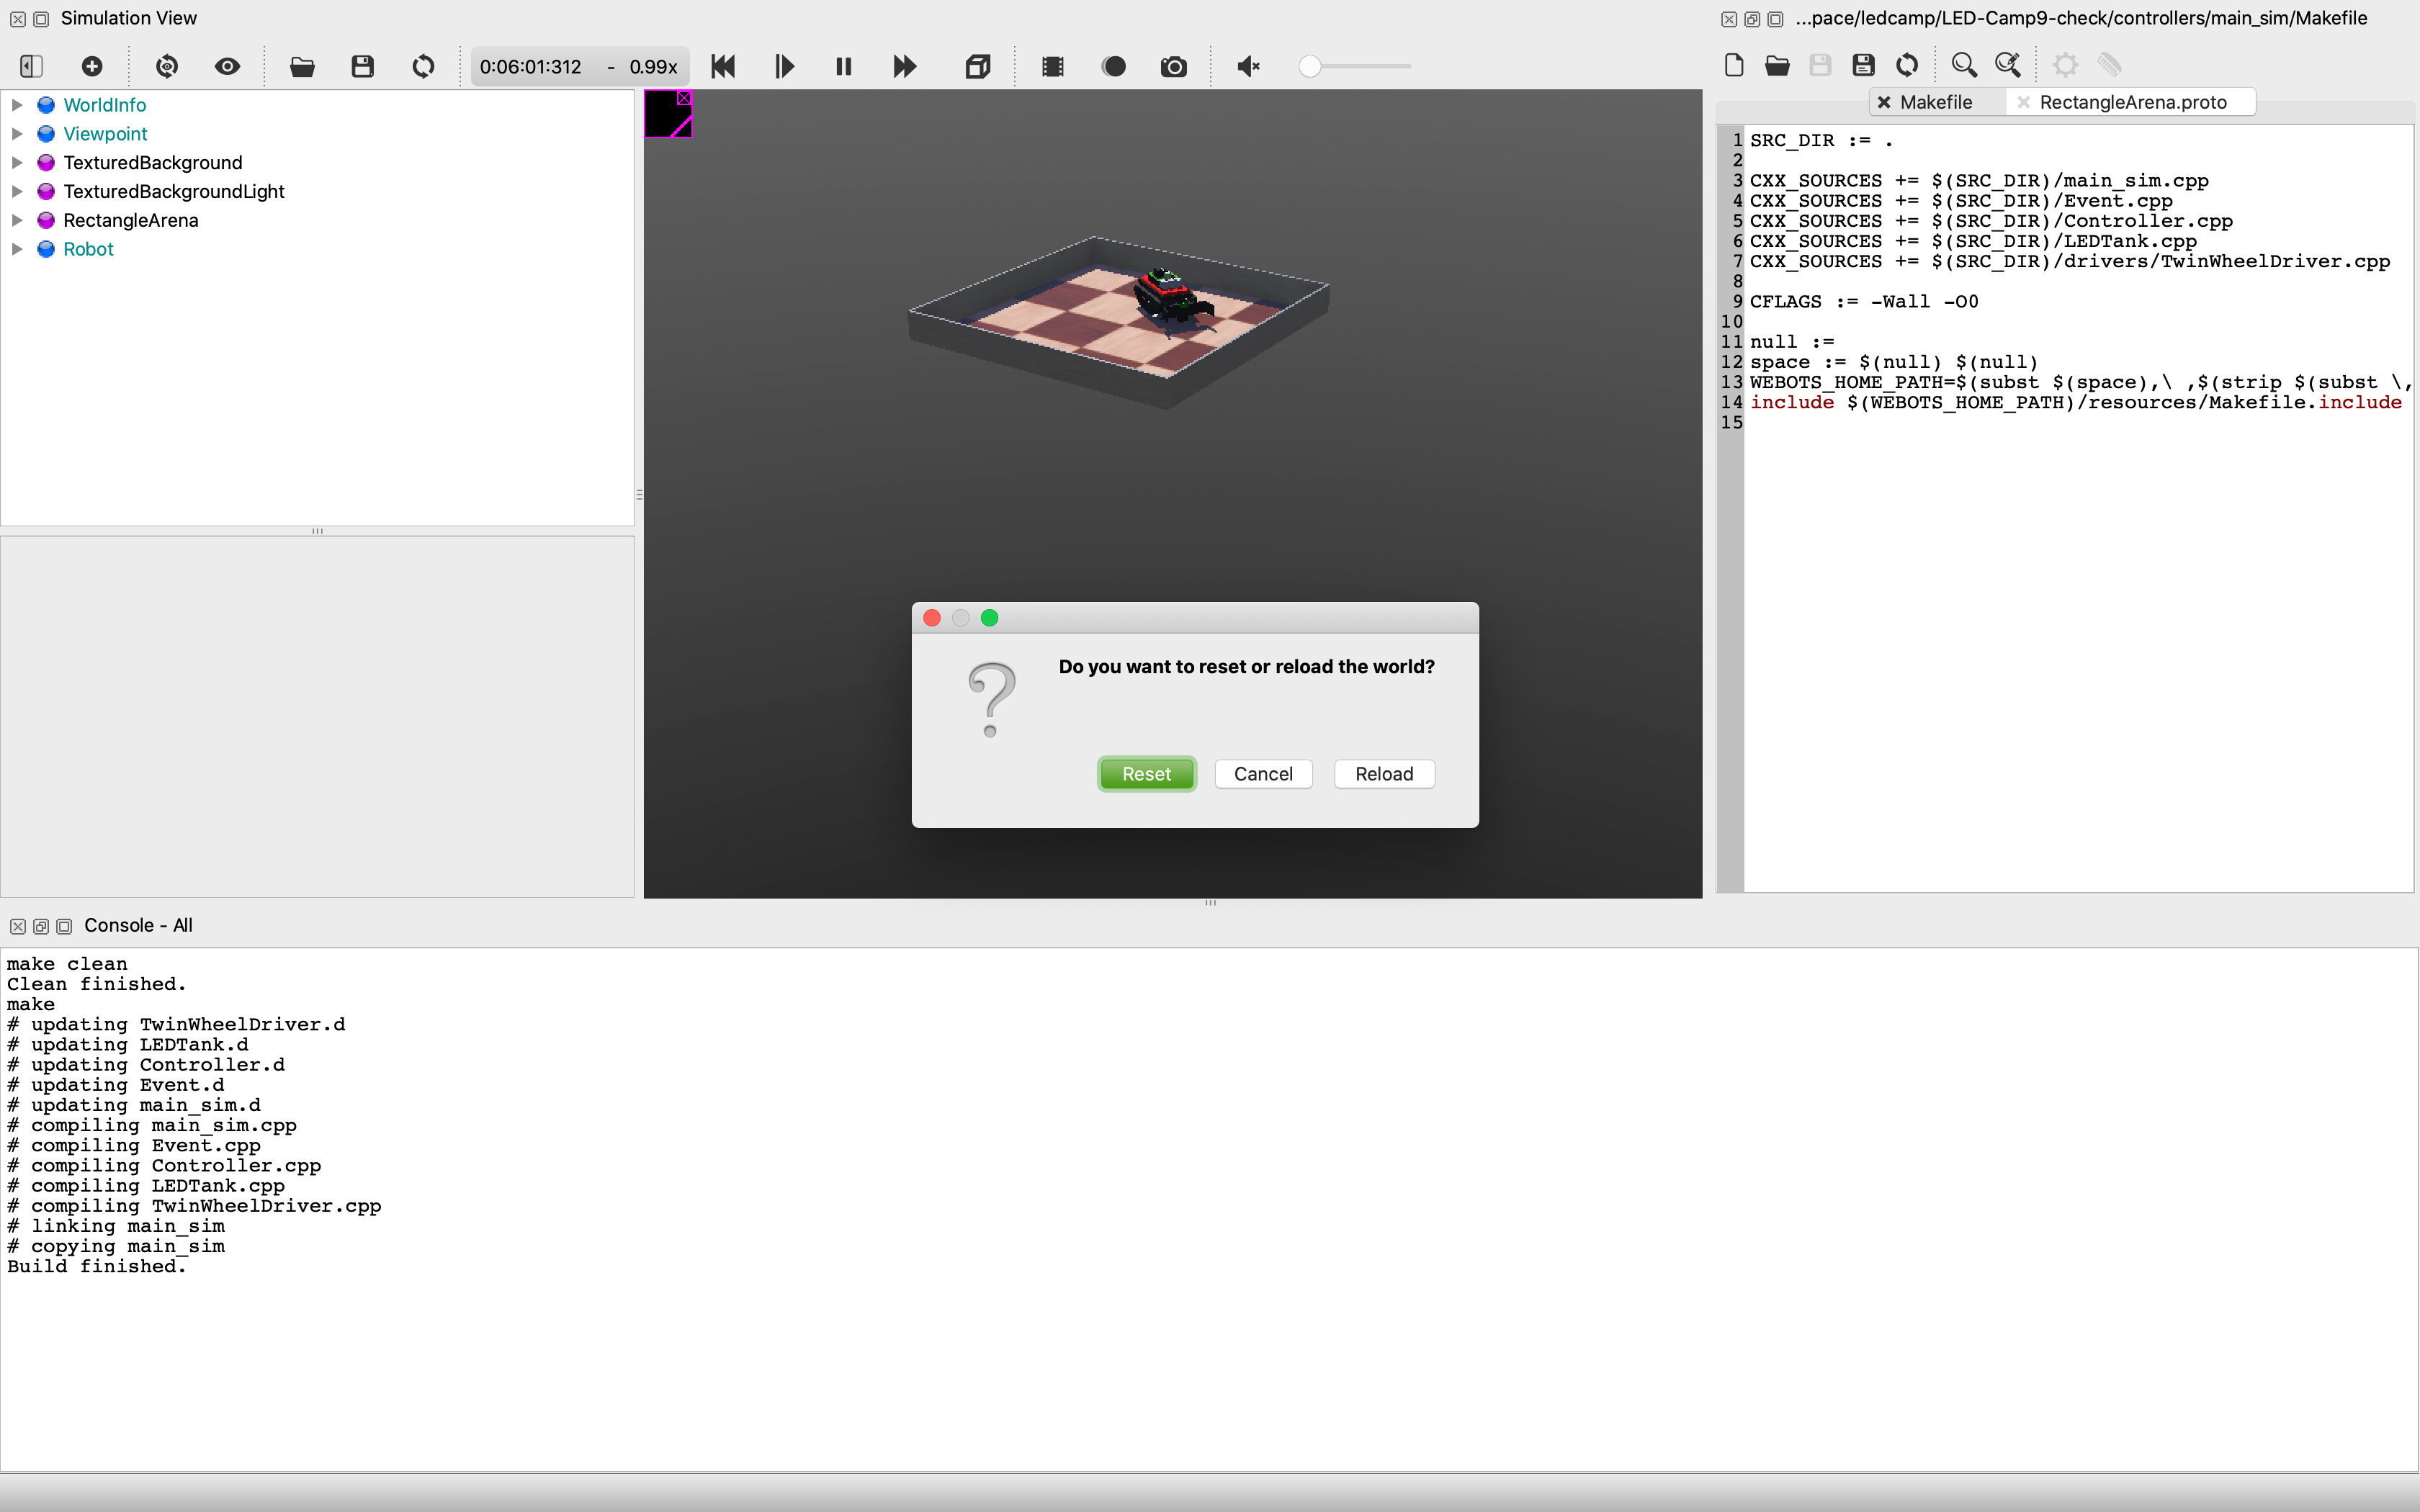 Simulation View
0:06:01:312 - 0.99x
WorldInfo
Viewpoint
TexturedBackground
TexturedBackgroundLight
RectangleArena
Robot
Do you want to reset or reload the world?
Reset
Cancel
Reload
...pace/ledcamp/LED-Camp9-check/controllers/main_sim/Makefile
Makefile
RectangleArena.proto
1 SRC_DIR := .
2
3 CXX_SOURCES += $(SRC_DIR)/main_sim.cpp
4 CXX_SOURCES += $(SRC_DIR)/Event.cpp
5 CXX_SOURCES += $(SRC_DIR)/Controller.cpp
6 CXX_SOURCES += $(SRC_DIR)/LEDTank.cpp
7 CXX_SOURCES += $(SRC_DIR)/drivers/TwinWheelDriver.cpp
8
9 CFLAGS := -Wall -O0
10
11 null :=
12 space := $(null) $(null)
13 WEBOTS_HOME_PATH=$(subst $(space),\ ,$(strip $(subst \,
14 include $(WEBOTS_HOME_PATH)/resources/Makefile.include
15
Console - All
make clean
Clean finished.
make
# updating TwinWheelDriver.d
# updating LEDTank.d
# updating Controller.d
# updating Event.d
# updating main_sim.d
# compiling main_sim.cpp
# compiling Event.cpp
# compiling Controller.cpp
# compiling LEDTank.cpp
# compiling TwinWheelDriver.cpp
# linking main_sim
# copying main_sim
Build finished.